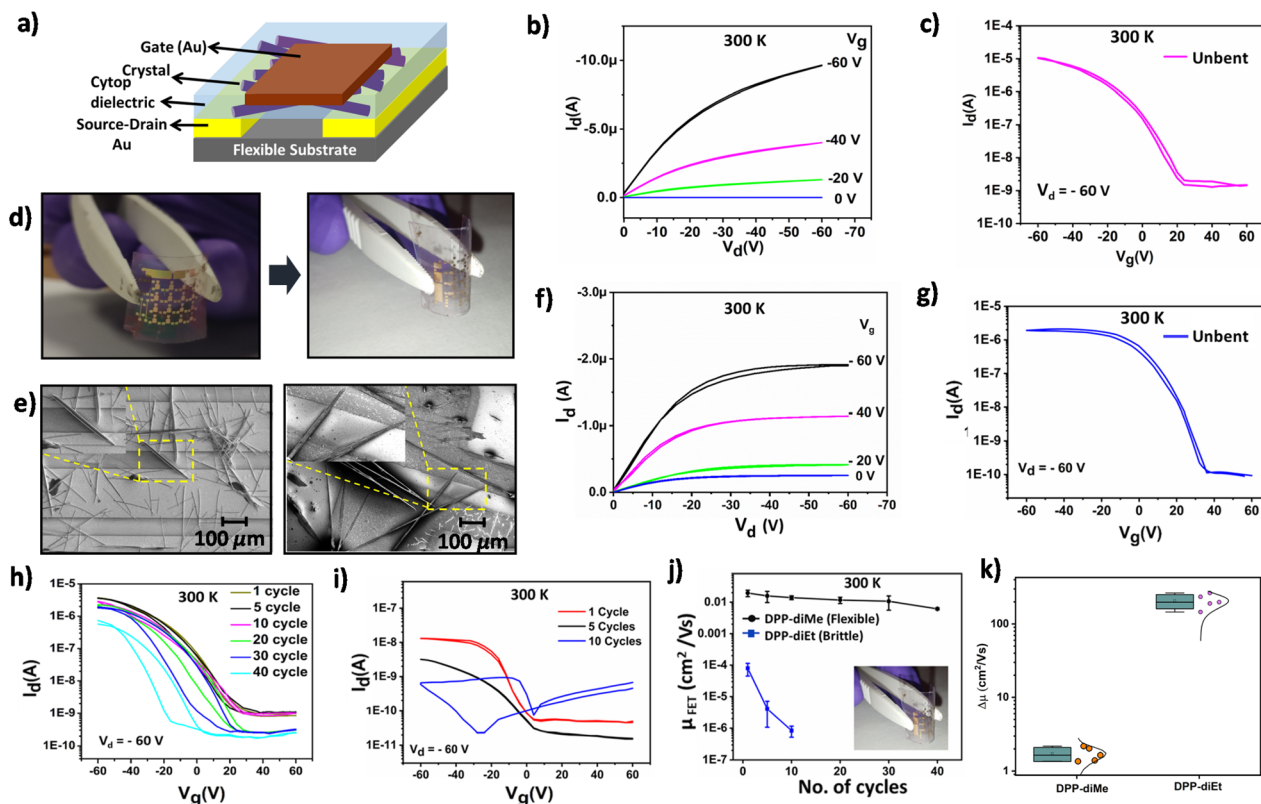 a)
Gate (Au)
Crystal
Cytop
dielectric
Source-Drain
Au
Flexible Substrate
b)
300 K
Vg
-60 V
-40 V
-20 V
0 V
-10.0µ
-5.0µ
0.0
Id(A)
0 -10 -20 -30 -40 -50 -60 -70
Vd(V)
c)
300 K
Unbent
1E-4
1E-5
1E-6
1E-7
1E-8
1E-9
1E-10
Id(A)
Vd = - 60 V
-60 -40 -20 0 20 40 60
Vg(V)
d)
e)
100 µm
100 µm
f)
300 K
Vg
- 60 V
- 40 V
- 20 V
0 V
-3.0µ
-2.0µ
-1.0µ
0.0
Id (A)
0 -10 -20 -30 -40 -50 -60 -70
Vd (V)
g)
300 K
Unbent
1E-5
1E-6
1E-7
1E-8
1E-9
1E-10
Id(A)
Vd = - 60 V
-60 -40 -20 0 20 40 60
Vg(V)
h)
300 K
1 cycle
5 cycle
10 cycle
20 cycle
30 cycle
40 cycle
1E-5
1E-6
1E-7
1E-8
1E-9
1E-10
Id(A)
Vd = - 60 V
-60 -40 -20 0 20 40 60
Vg(V)
i)
300 K
1 Cycle
5 Cycles
10 Cycles
1E-6
1E-7
1E-8
1E-9
1E-10
1E-11
Id(A)
Vd = - 60 V
-60 -40 -20 0 20 40 60
Vg(V)
j)
300 K
DPP-diMe (Flexible)
DPP-diEt (Brittle)
0.01
0.001
1E-4
1E-5
1E-6
1E-7
µFET (cm2/Vs)
0 10 20 30 40
No. of cycles
k)
100
10
1
Δµ (cm2/Vs)
DPP-diMe
DPP-diEt